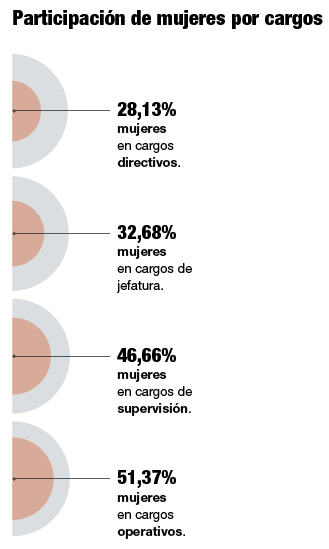 Participación de mujeres por cargos
28,13%
mujeres
en cargos
directivos.
32,68%
mujeres
en cargos de
jefatura.
46,66%
mujeres
en cargos de
supervisión.
51,37%
mujeres
en cargos
operativos.